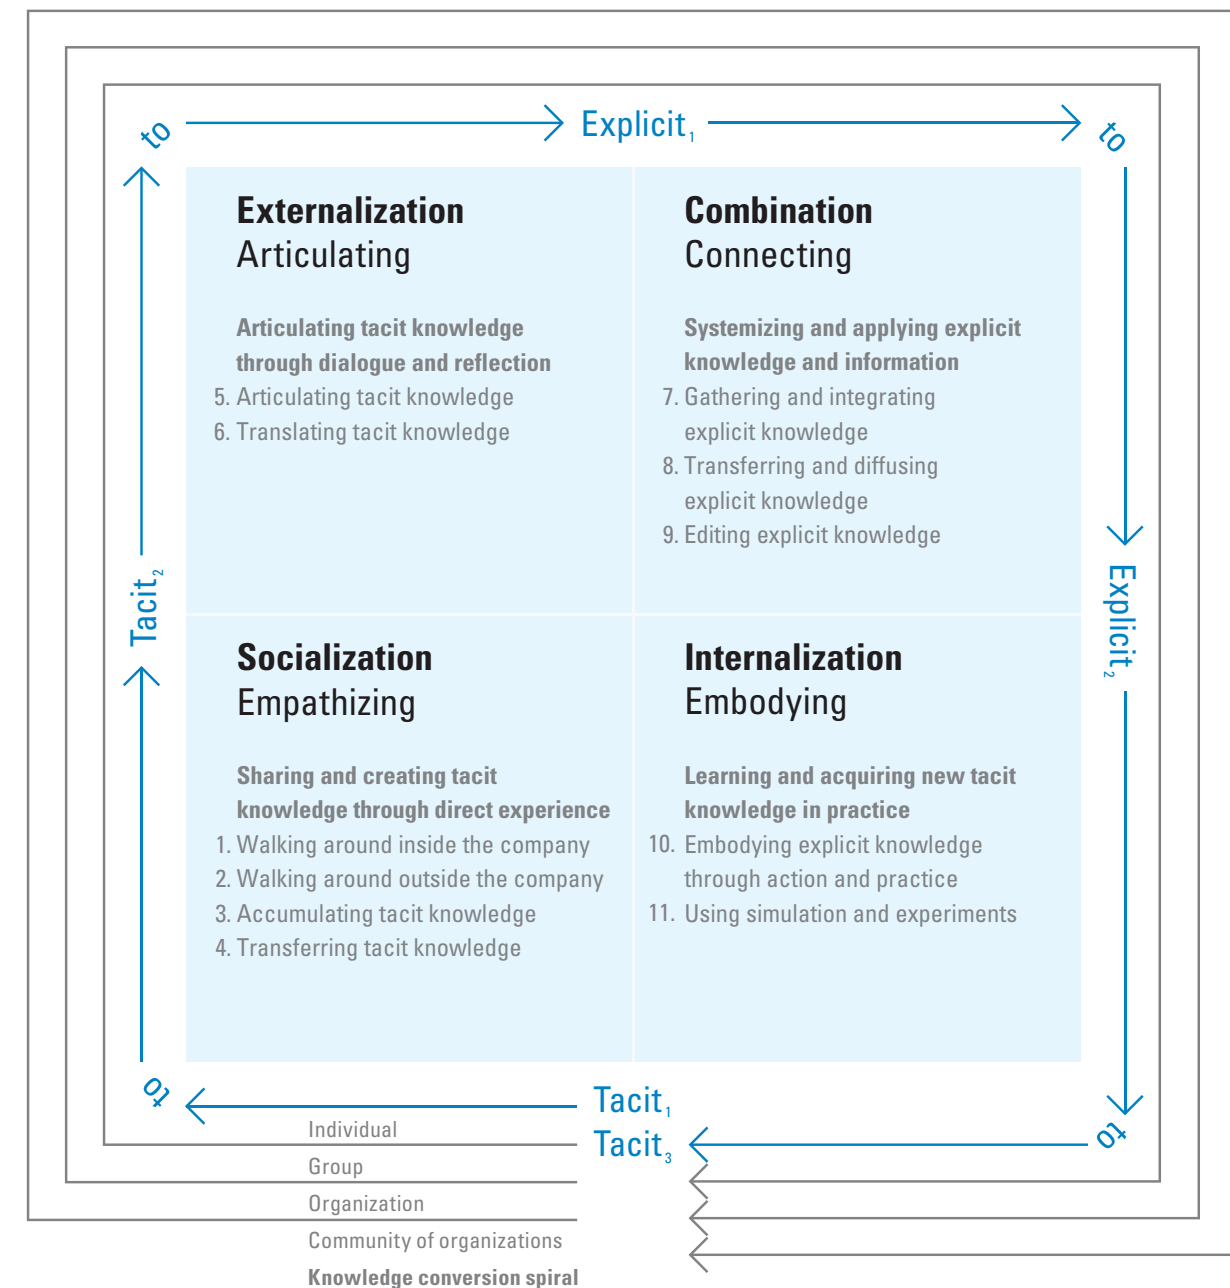 to
Explicit1
to
Externalization
Articulating
Articulating tacit knowledge
through dialogue and reflection
5. Articulating tacit knowledge
6. Translating tacit knowledge
Combination
Connecting
Systemizing and applying explicit
knowledge and information
7. Gathering and integrating
explicit knowledge
8. Transferring and diffusing
explicit knowledge
9. Editing explicit knowledge
Tacit2
Explicit2
Socialization
Empathizing
Sharing and creating tacit
knowledge through direct experience
1. Walking around inside the company
2. Walking around outside the company
3. Accumulating tacit knowledge
4. Transferring tacit knowledge
Internalization
Embodying
Learning and acquiring new tacit
knowledge in practice
10. Embodying explicit knowledge
through action and practice
11. Using simulation and experiments
to
Tacit1
Tacit3
to
Individual
Group
Organization
Community of organizations
Knowledge conversion spiral